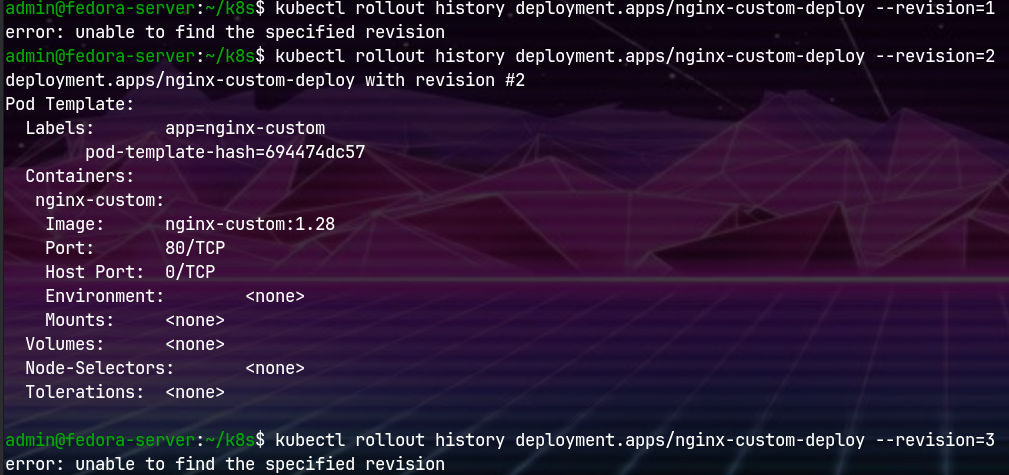 admin@fedora-server:~/k8s$ kubectl rollout history deployment.apps/nginx-custom-deploy --revision=1
error: unable to find the specified revision
admin@fedora-server:~/k8s$ kubectl rollout history deployment.apps/nginx-custom-deploy --revision=2
deployment.apps/nginx-custom-deploy with revision #2
Pod Template:
  Labels:       app=nginx-custom
        pod-template-hash=694474dc57
  Containers:
   nginx-custom:
    Image:      nginx-custom:1.28
    Port:       80/TCP
    Host Port:  0/TCP
    Environment:        <none>
    Mounts:     <none>
  Volumes:      <none>
  Node-Selectors:       <none>
  Tolerations:  <none>

admin@fedora-server:~/k8s$ kubectl rollout history deployment.apps/nginx-custom-deploy --revision=3
error: unable to find the specified revision